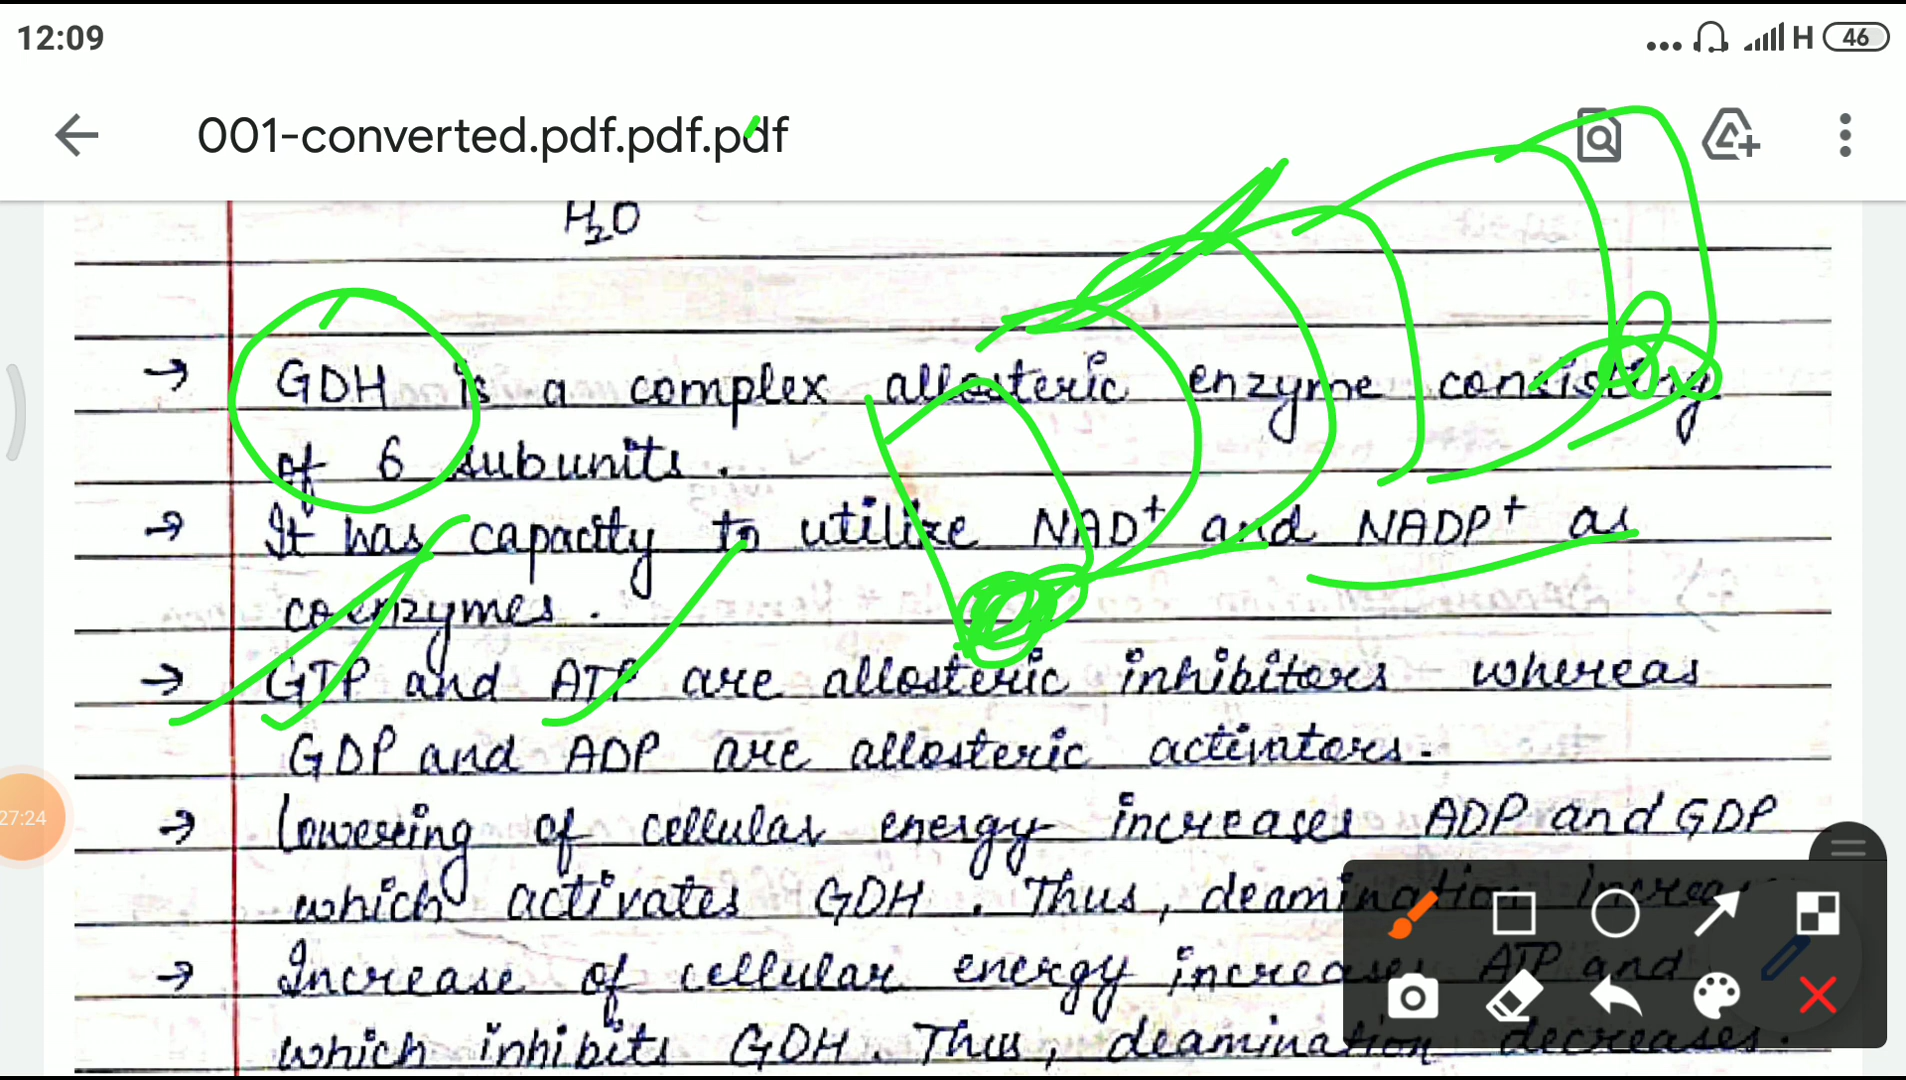 12:09
H
46
001-converted.pdf.pdf.pdf
H2O
→ GDH is a complex allosteric enzyme consisting
of 6 subunits.
→ It has capacity to utilize NAD+ and NADP+ as
coenzymes.
→ GTP and ATP are allosteric inhibitors whereas
GDP and ADP are allosteric activators.
→ Lowering of cellular energy increases ADP and GDP
which activates GDH. Thus, deamination increas
→ Increase of cellular energy increases ATP and
which inhibits GDH. Thus, deamination decreases.
27:24